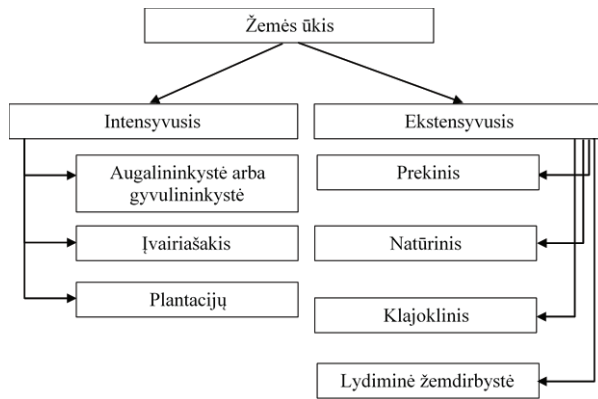 Žemės ūkis
Intensyvusis
Ekstensyvusis
Augalininkystė arba
gyvulininkystė
Prekinis
Įvairiašakis
Natūrinis
Plantacijų
Klajoklinis
Lydiminė žemdirbystė